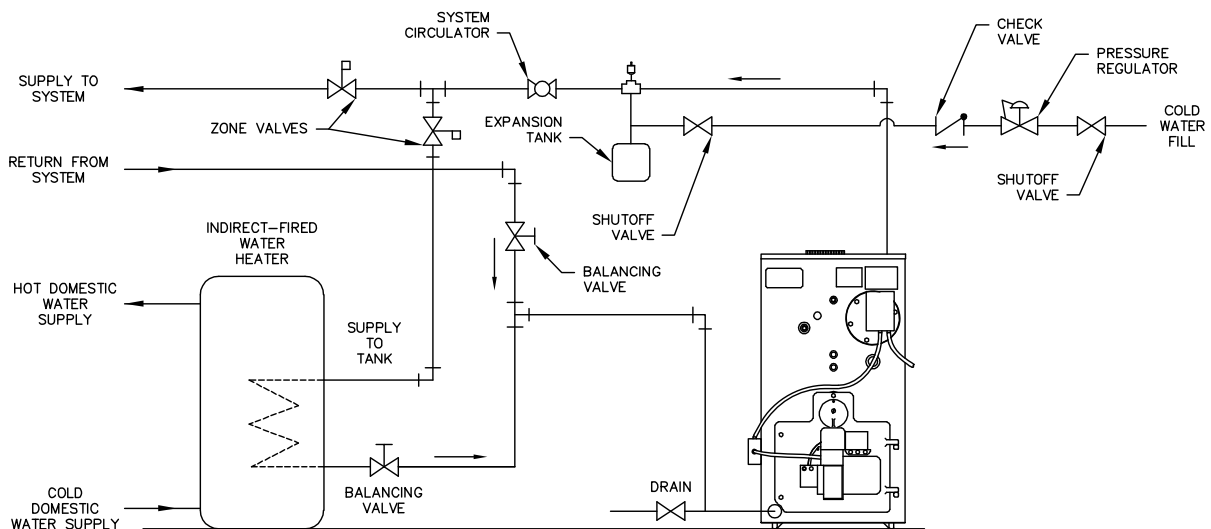 SYSTEM
CIRCULATOR
CHECK
VALVE
PRESSURE
REGULATOR
SUPPLY TO
SYSTEM
ZONE VALVES
EXPANSION
TANK
COLD
WATER
FILL
RETURN FROM
SYSTEM
SHUTOFF
VALVE
SHUTOFF
VALVE
INDIRECT-FIRED
WATER
HEATER
BALANCING
VALVE
HOT DOMESTIC
WATER
SUPPLY
SUPPLY
TO
TANK
BALANCING
VALVE
DRAIN
COLD
DOMESTIC
WATER SUPPLY